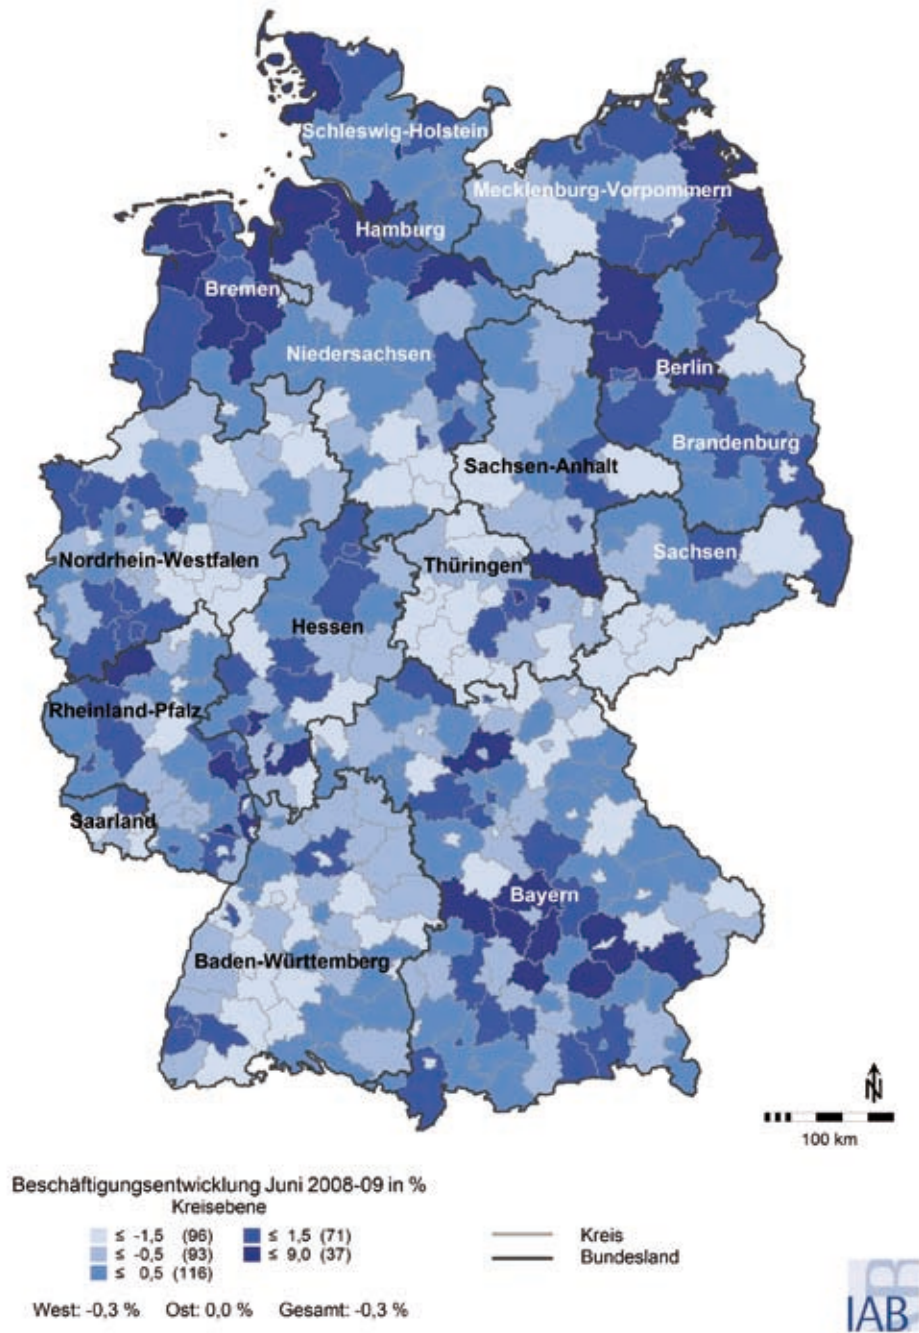 Schleswig-Holstein
Mecklenburg-Vorpommern
Hamburg
Bremen
Niedersachsen
Berlin
Brandenburg
Sachsen-Anhalt
Nordrhein-Westfalen
Thüringen
Sachsen
Hessen
Rheinland-Pfalz
Saarland
Bayern
Baden-Württemberg
N
100 km
Beschäftigungsentwicklung Juni 2008-09 in %
Kreisebene
≤ -1,5 (96) ≤ 1,5 (71)
≤ -0,5 (93) ≤ 9,0 (37)
≤ 0,5 (116)
Kreis
Bundesland
West: -0,3 % Ost: 0,0 % Gesamt: -0,3 %
IAB